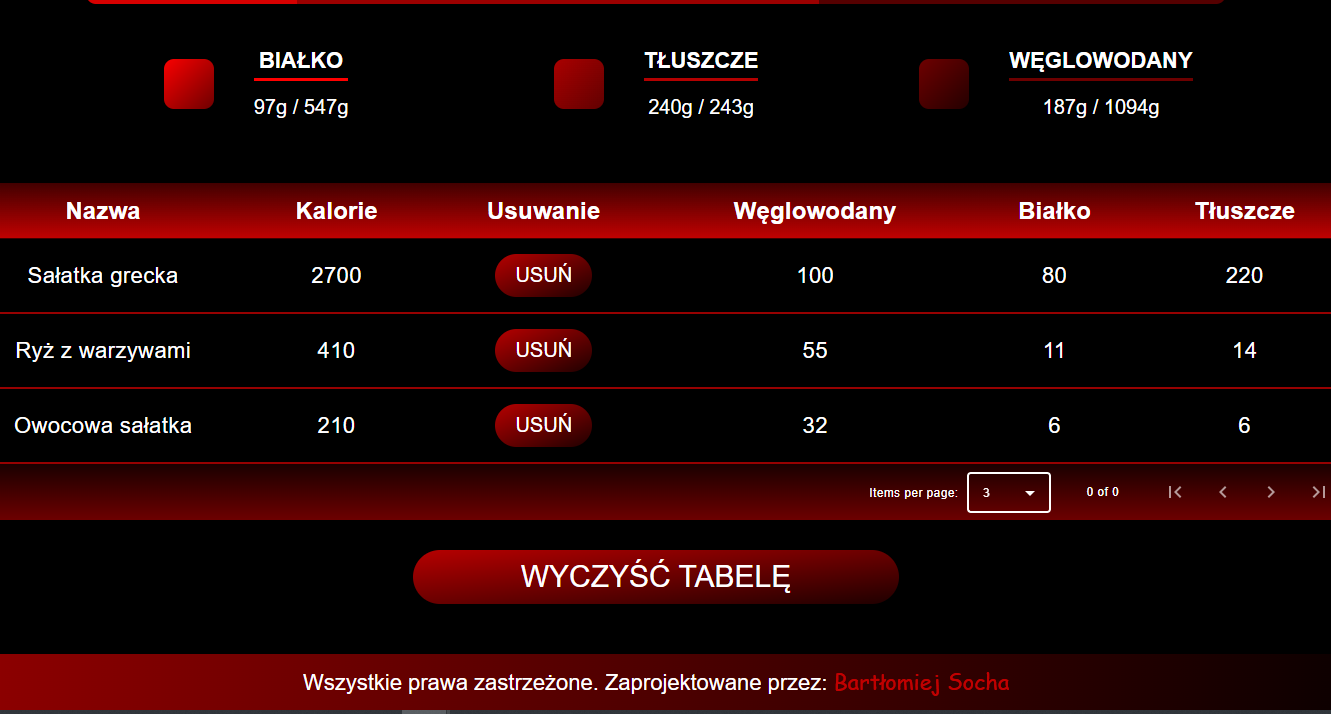 BIAŁKO TŁUSZCZE WĘGLOWODANY
97g / 547g 240g / 243g 187g / 1094g
Nazwa Kalorie Usuwanie Węglowodany Białko Tłuszcze
Sałatka grecka 2700 USUŃ 100 80 220
Ryż z warzywami 410 USUŃ 55 11 14
Owocowa sałatka 210 USUŃ 32 6 6
Items per page: 3 0 of 0
WYCZYŚĆ TABELĘ
Wszystkie prawa zastrzeżone. Zaprojektowane przez: Bartłomiej Socha